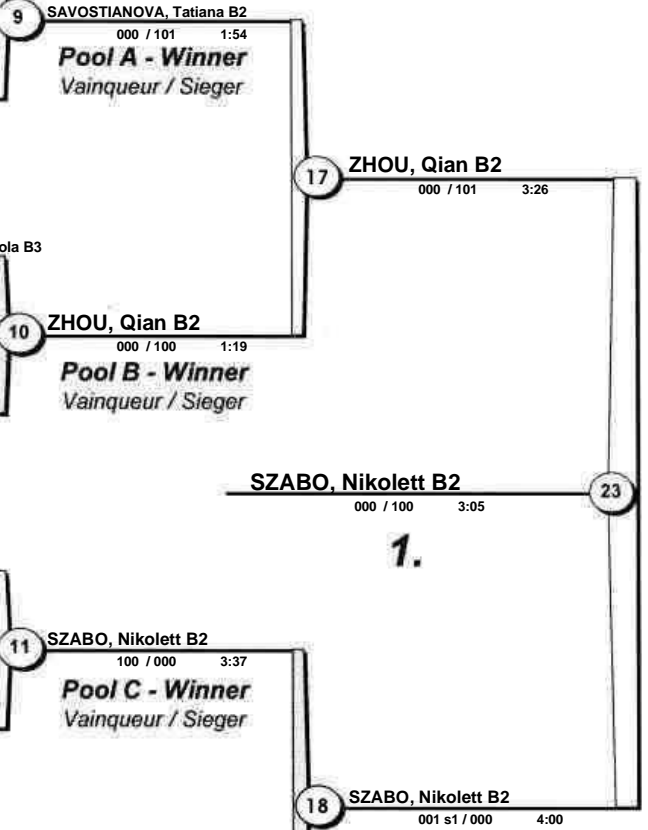 9
SAVOSTIANOVA, Tatiana B2
000 / 101 1:54
Pool A - Winner
Vainqueur / Sieger
17
ZHOU, Qian B2
000 / 101 3:26
ola B3
10
ZHOU, Qian B2
000 / 100 1:19
Pool B - Winner
Vainqueur / Sieger
SZABO, Nikolett B2
000 / 100 3:05
23
1.
11
SZABO, Nikolett B2
100 / 000 3:37
Pool C - Winner
Vainqueur / Sieger
18
SZABO, Nikolett B2
001 s1 / 000 4:00